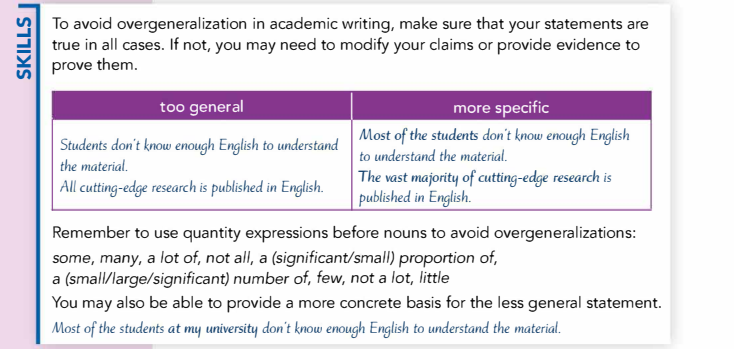 SKILLS
To avoid overgeneralization in academic writing, make sure that your statements are
true in all cases. If not, you may need to modify your claims or provide evidence to
prove them.
too general
more specific
Students don't know enough English to understand
the material.
All cutting-edge research is published in English.
Most of the students don't know enough English
to understand the material.
The vast majority of cutting-edge research is
published in English.
Remember to use quantity expressions before nouns to avoid overgeneralizations:
some, many, a lot of, not all, a (significant/small) proportion of,
a (small/large/significant) number of, few, not a lot, little
You may also be able to provide a more concrete basis for the less general statement.
Most of the students at my university don't know enough English to understand the material.